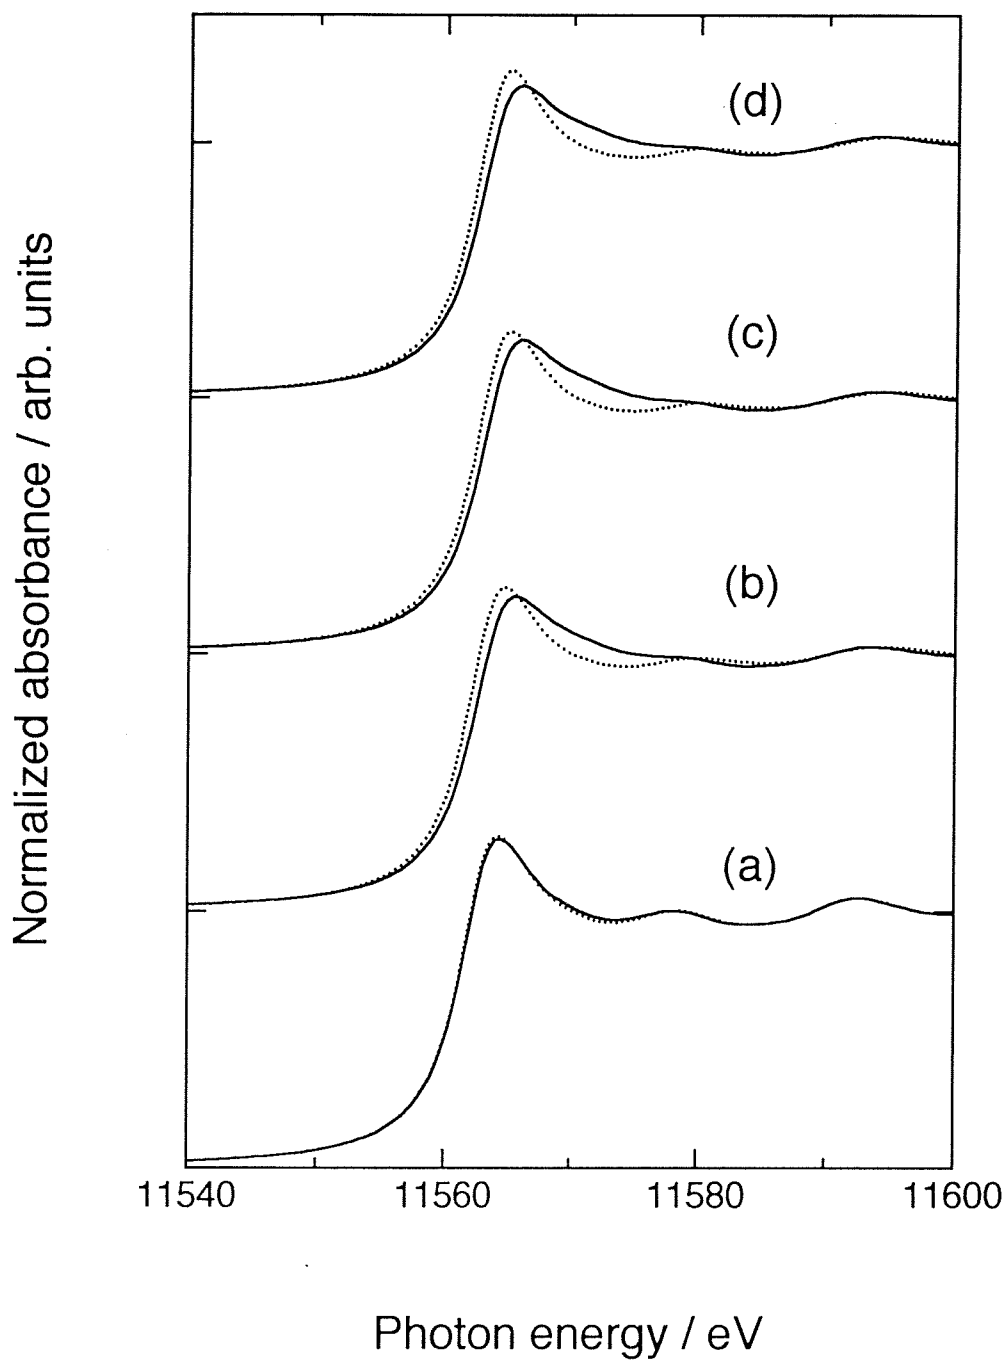 (d)
(c)
(b)
(a)
Normalized absorbance / arb. units
11540 11560 11580 11600
Photon energy / eV